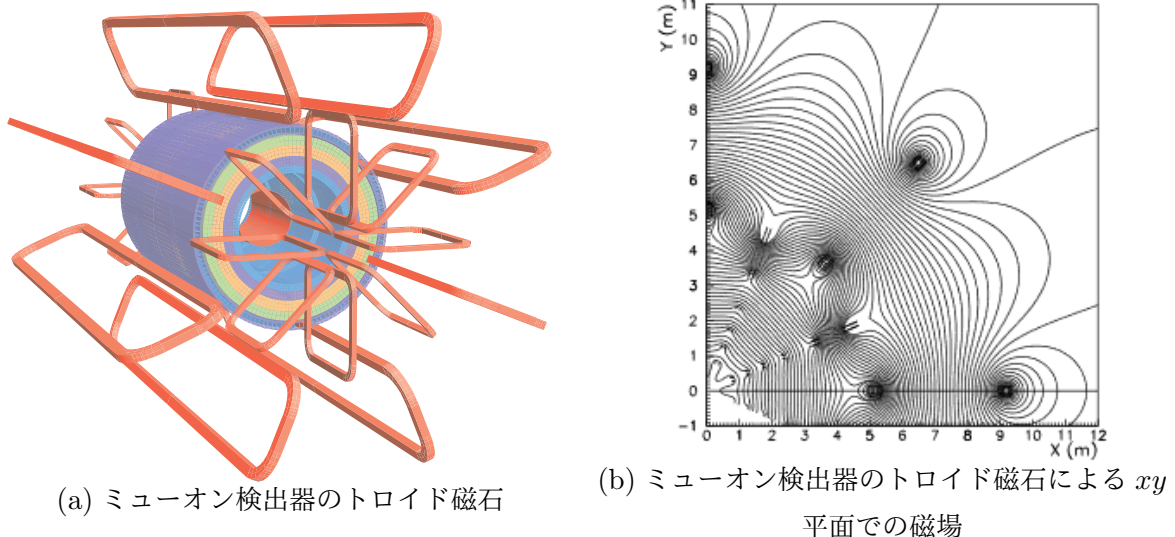 Y (m)
11
10
9
8
7
6
5
4
3
2
1
0
-1
0 1 2 3 4 5 6 7 8 9 10 11 12
X (m)
(a) ミューオン検出器のトロイド磁石
(b) ミューオン検出器のトロイド磁石による xy
平面での磁場